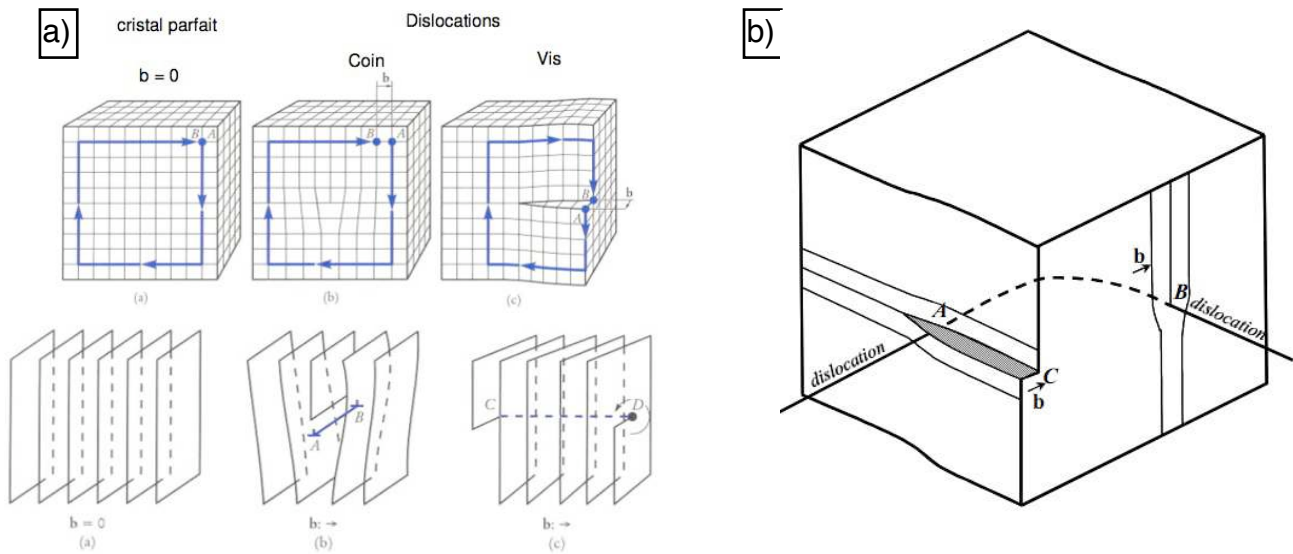 a)
cristal parfait
Dislocations
b = 0
Coin
Vis
b
B A
B A
B
b
A
(a)
(b)
(c)
C
D
B
A
b = 0
b: →
b: →
(a)
(b)
(c)
b)
b
A
B
dislocation
dislocation
C
b